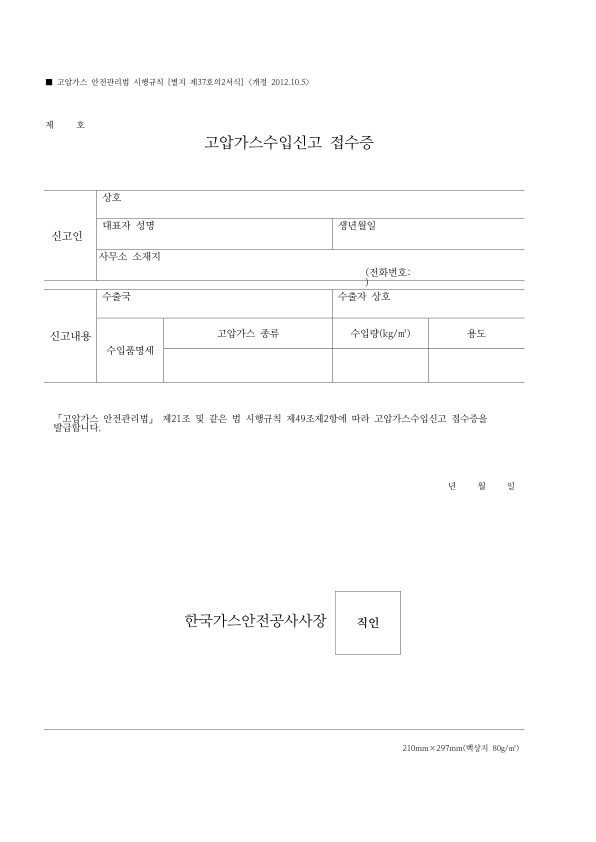 ■ 고압가스 안전관리법 시행규칙 [별지 제37호의2서식] <개정 2012.10.5>
제 호
고압가스수입신고 접수증
신고인
상호
대표자 성명
생년월일
사무소 소재지
(전화번호:
)
신고내용
수출국
수출자 상호
수입품명세
고압가스 종류
수입량(kg/㎥)
용도
「고압가스 안전관리법」 제21조 및 같은 법 시행규칙 제49조제2항에 따라 고압가스수입신고 접수증을
발급합니다.
년 월 일
한국가스안전공사사장
직인
210mm×297mm(백상지 80g/㎡)